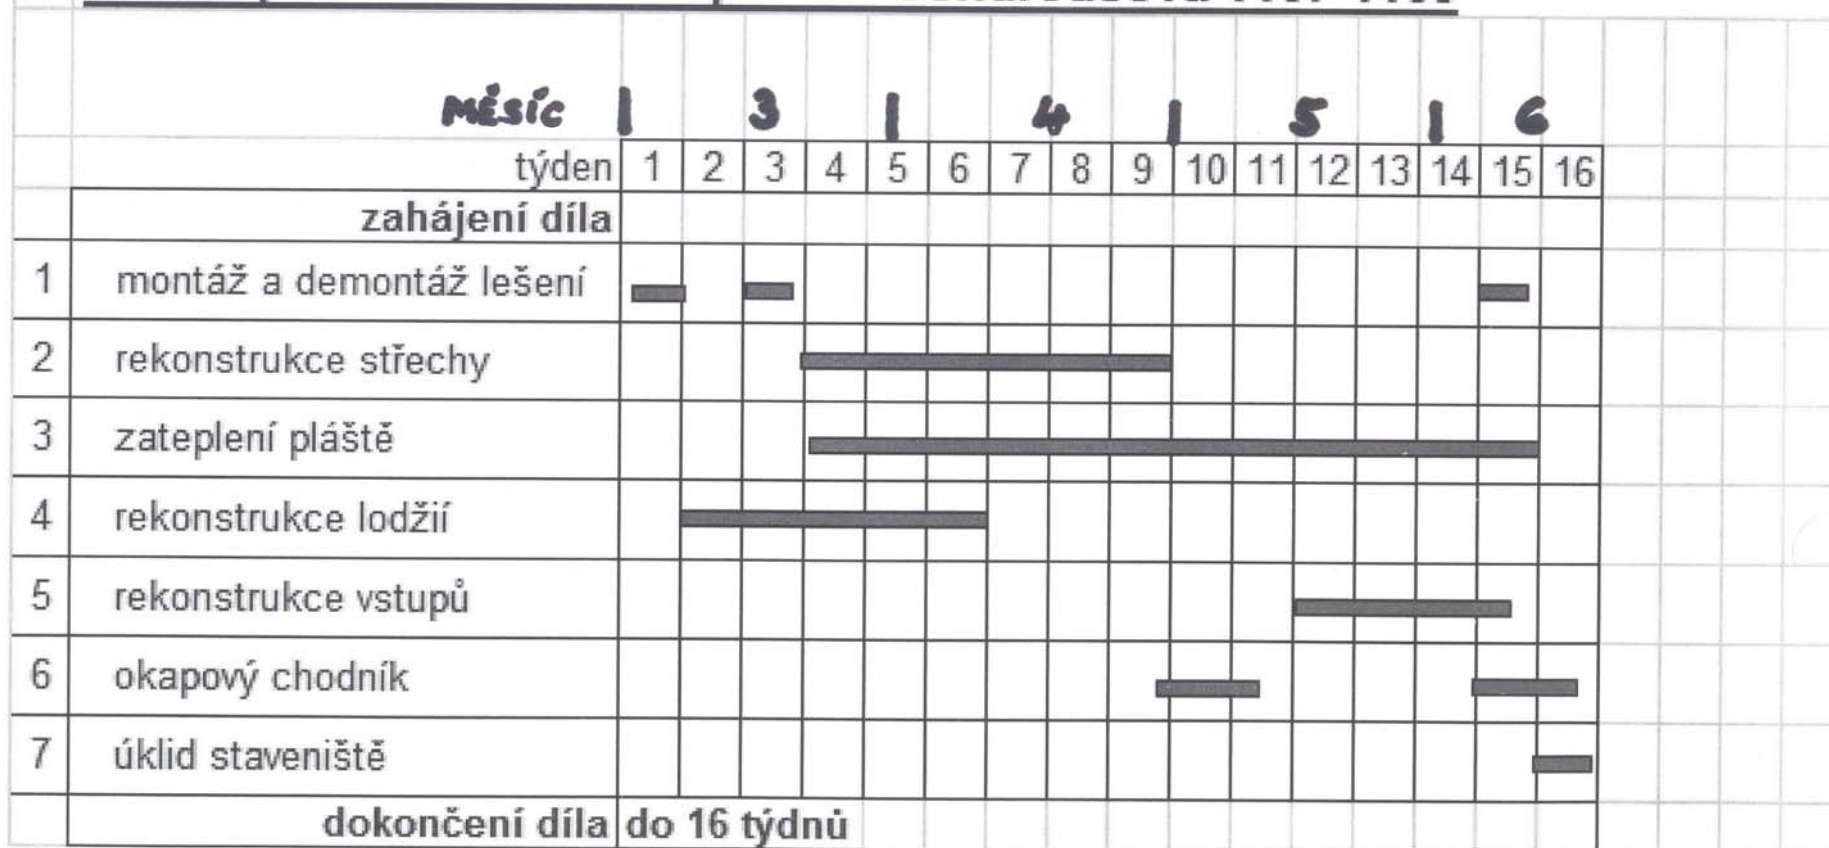 MĚSÍC | 3 | 4 | 5 | 6
týden 1 2 3 4 5 6 7 8 9 10 11 12 13 14 15 16
zahájení díla
1 montáž a demontáž lešení
2 rekonstrukce střechy
3 zateplení pláště
4 rekonstrukce lodžií
5 rekonstrukce vstupů
6 okapový chodník
7 úklid staveniště
dokončení díla do 16 týdnů